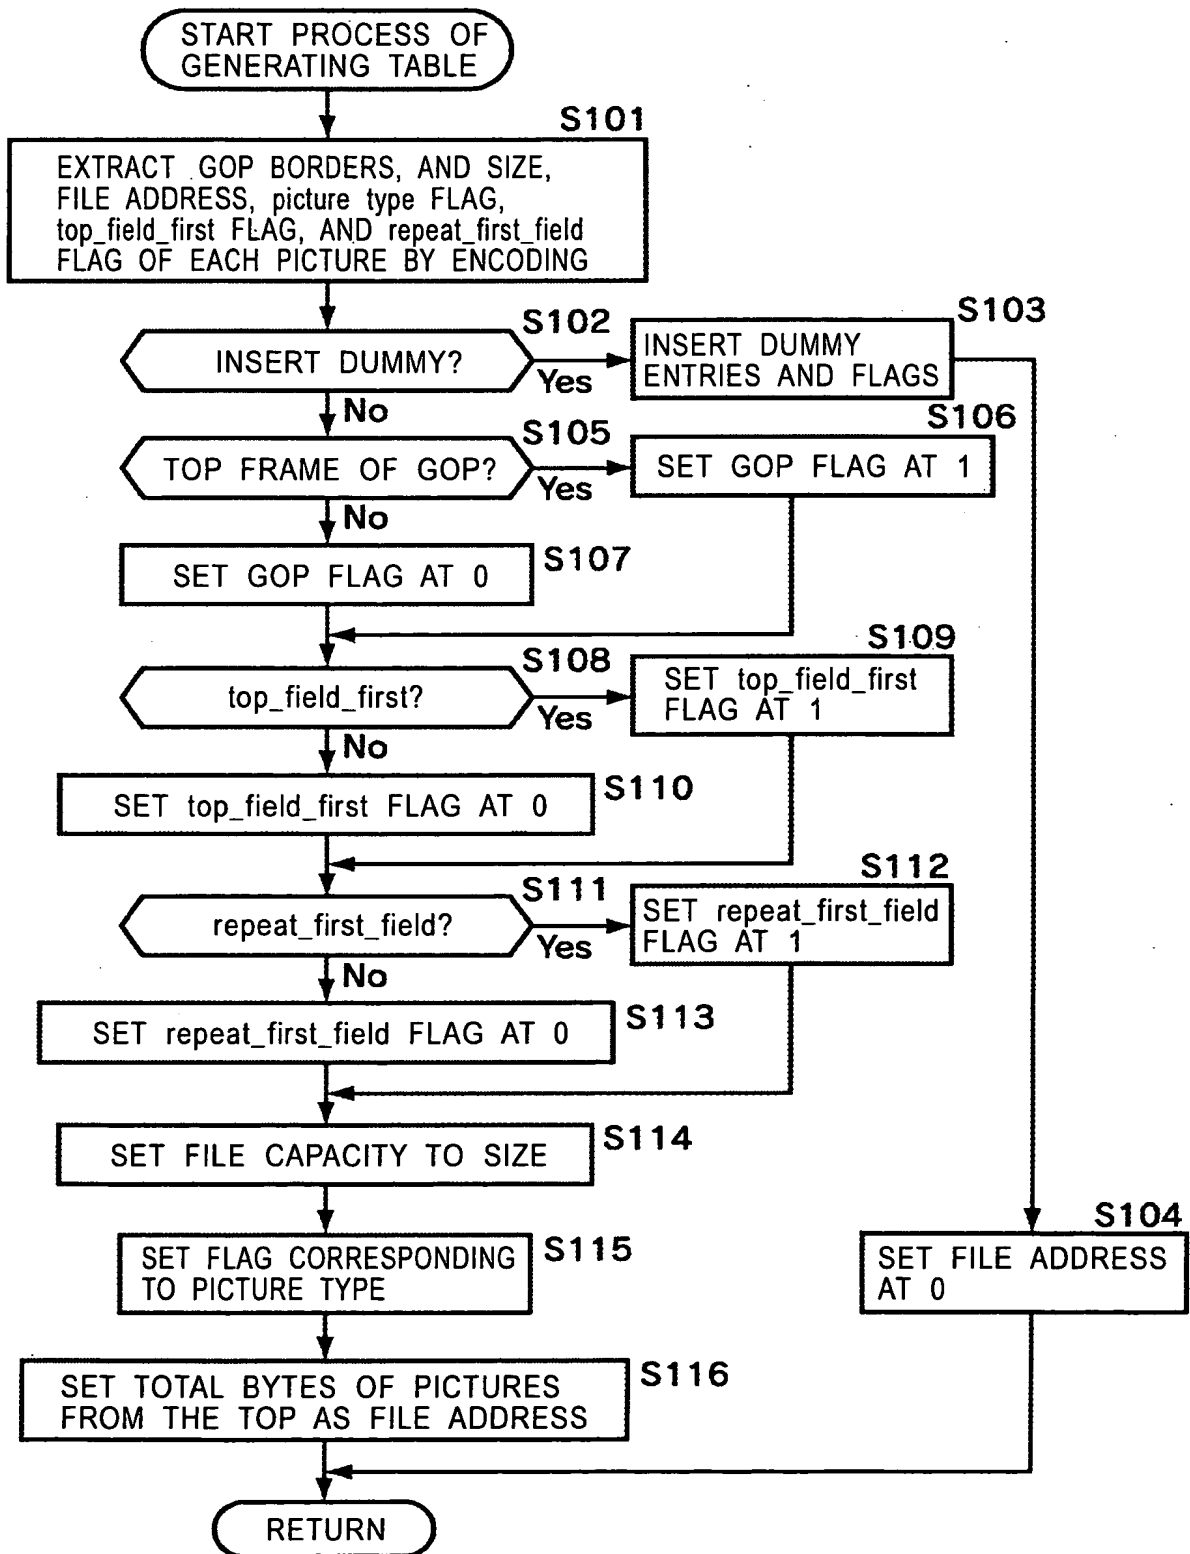 START PROCESS OF
GENERATING TABLE
S101
EXTRACT GOP BORDERS, AND SIZE,
FILE ADDRESS, picture type FLAG,
top_field_first FLAG, AND repeat_first_field
FLAG OF EACH PICTURE BY ENCODING
S102
INSERT DUMMY?
Yes
No
S103
INSERT DUMMY
ENTRIES AND FLAGS
S105
TOP FRAME OF GOP?
Yes
No
S106
SET GOP FLAG AT 1
S107
SET GOP FLAG AT 0
S108
top_field_first?
Yes
No
S109
SET top_field_first
FLAG AT 1
S110
SET top_field_first FLAG AT 0
S111
repeat_first_field?
Yes
No
S112
SET repeat_first_field
FLAG AT 1
S113
SET repeat_first_field FLAG AT 0
S114
SET FILE CAPACITY TO SIZE
S104
SET FILE ADDRESS
AT 0
S115
SET FLAG CORRESPONDING
TO PICTURE TYPE
S116
SET TOTAL BYTES OF PICTURES
FROM THE TOP AS FILE ADDRESS
RETURN